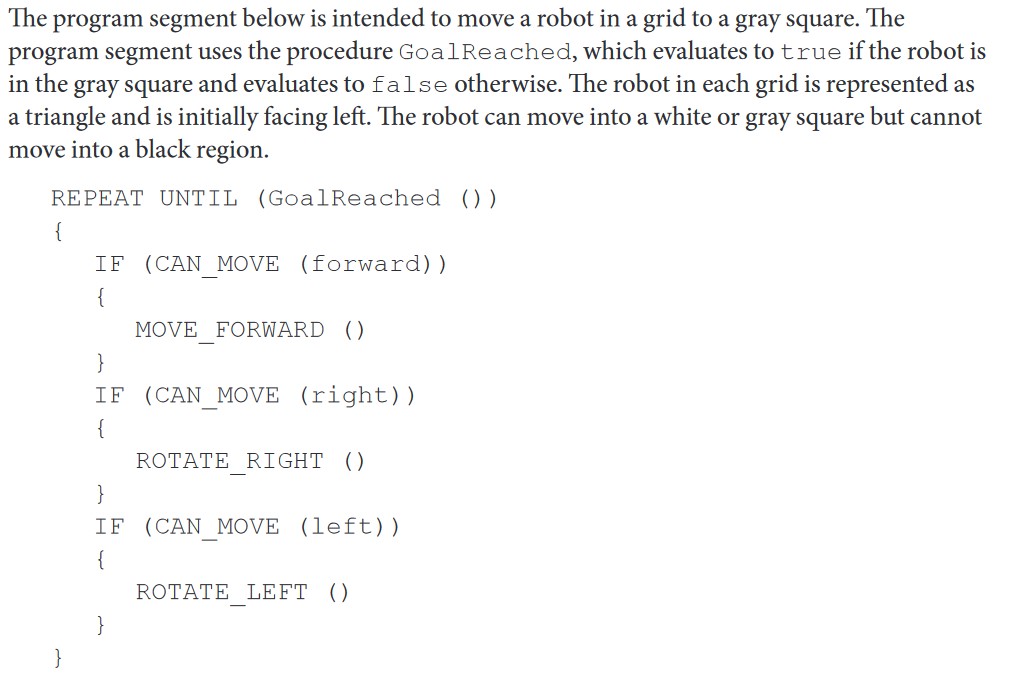 The program segment below is intended to move a robot in a grid to a gray square. The
program segment uses the procedure GoalReached, which evaluates to true if the robot is
in the gray square and evaluates to false otherwise. The robot in each grid is represented as
a triangle and is initially facing left. The robot can move into a white or gray square but cannot
move into a black region.
REPEAT UNTIL (GoalReached ())
{
IF (CAN_MOVE (forward))
{
MOVE_FORWARD ()
}
IF (CAN_MOVE (right))
{
ROTATE_RIGHT ()
}
IF (CAN_MOVE (left))
{
ROTATE_LEFT ()
}
}